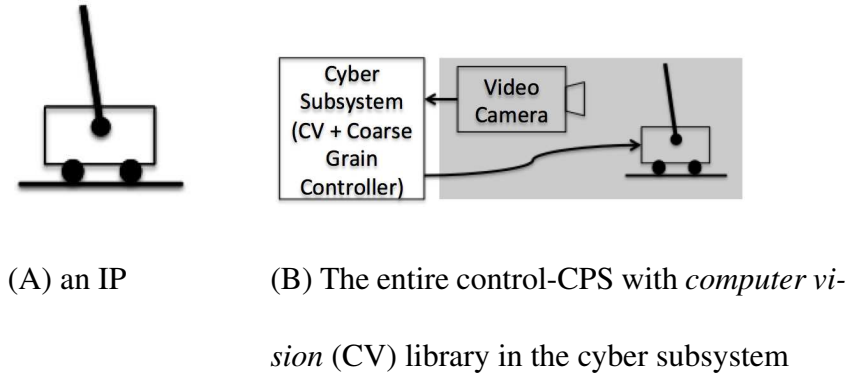 Cyber
Subsystem
(CV + Coarse
Grain
Controller)
Video
Camera
(A) an IP
(B) The entire control-CPS with computer vi-
sion (CV) library in the cyber subsystem